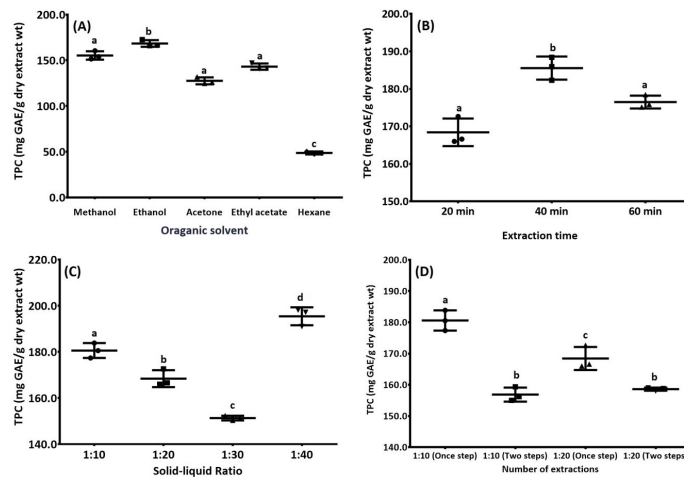 (A)
TPC (mg GAE/g dry extract wt)
200.0
150.0
100.0
50.0
0.0
a
b
a
a
c
Methanol
Ethanol
Acetone
Ethyl acetate
Hexane
Oraganic solvent
(B)
TPC (mg GAE/g dry extract wt)
200.0
190.0
180.0
170.0
160.0
150.0
a
b
a
20 min
40 min
60 min
Extraction time
(C)
TPC (mg GAE/g dry extract wt)
220.0
200.0
180.0
160.0
140.0
a
b
c
d
1:10
1:20
1:30
1:40
Solid-liquid Ratio
(D)
TPC (mg GAE/g dry extract wt)
200.0
190.0
180.0
170.0
160.0
150.0
140.0
a
b
c
b
1:10 (Once step)
1:10 (Two steps)
1:20 (Once step)
1:20 (Two steps)
Number of extractions